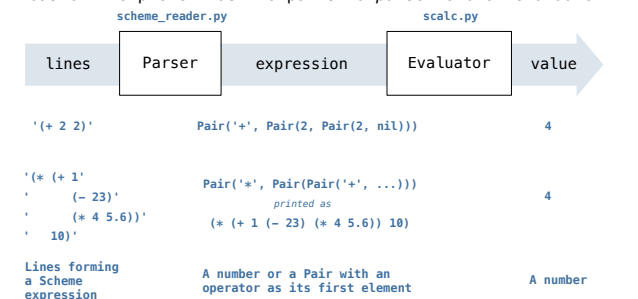 scheme_reader.py scalc.py
lines Parser expression Evaluator value
'(+ 2 2)' Pair('+', Pair(2, Pair(2, nil))) 4
'(* (+ 1'
' (- 23)'
' (* 4 5.6))'
' 10)'
Pair('*', Pair(Pair('+', ...)))
printed as
(* (+ 1 (- 23) (* 4 5.6)) 10)
4
Lines forming
a Scheme
expression
A number or a Pair with an
operator as its first element
A number